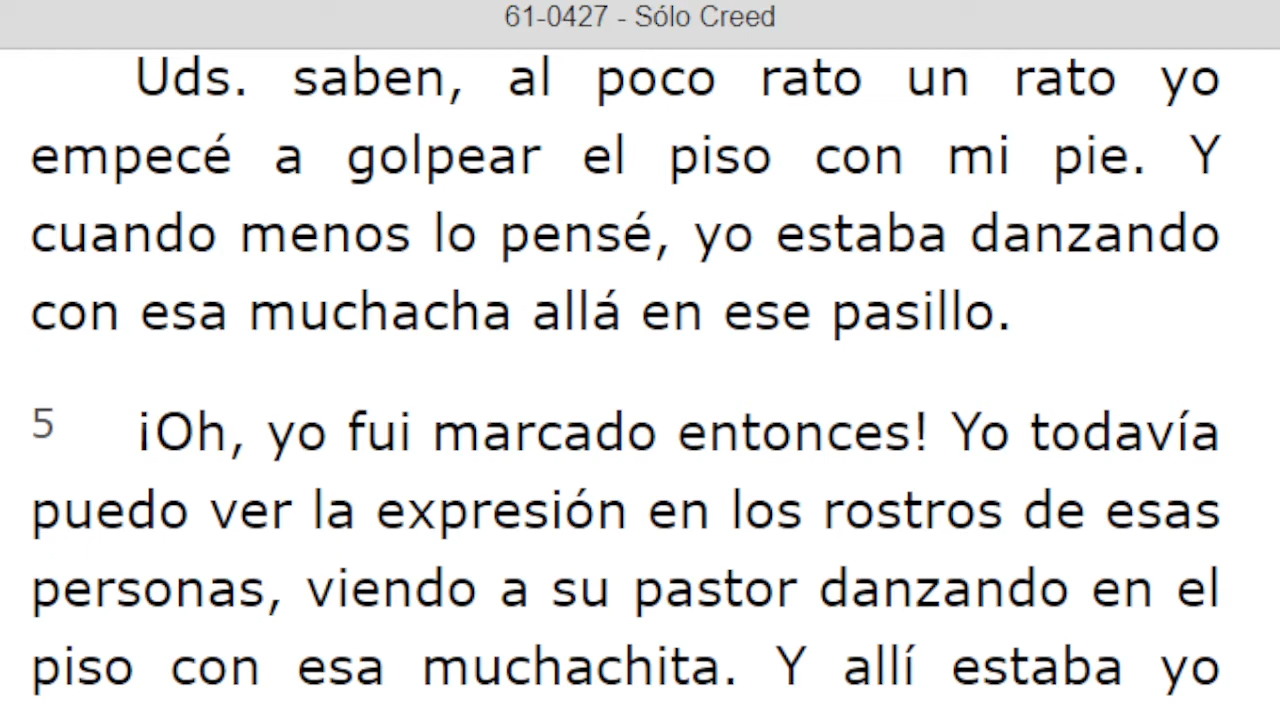 61-0427 - Sólo Creed
Uds. saben, al poco rato un rato yo
empecé a golpear el piso con mi pie. Y
cuando menos lo pensé, yo estaba danzando
con esa muchacha allá en ese pasillo.
5 ¡Oh, yo fui marcado entonces! Yo todavía
puedo ver la expresión en los rostros de esas
personas, viendo a su pastor danzando en el
piso con esa muchachita. Y allí estaba yo